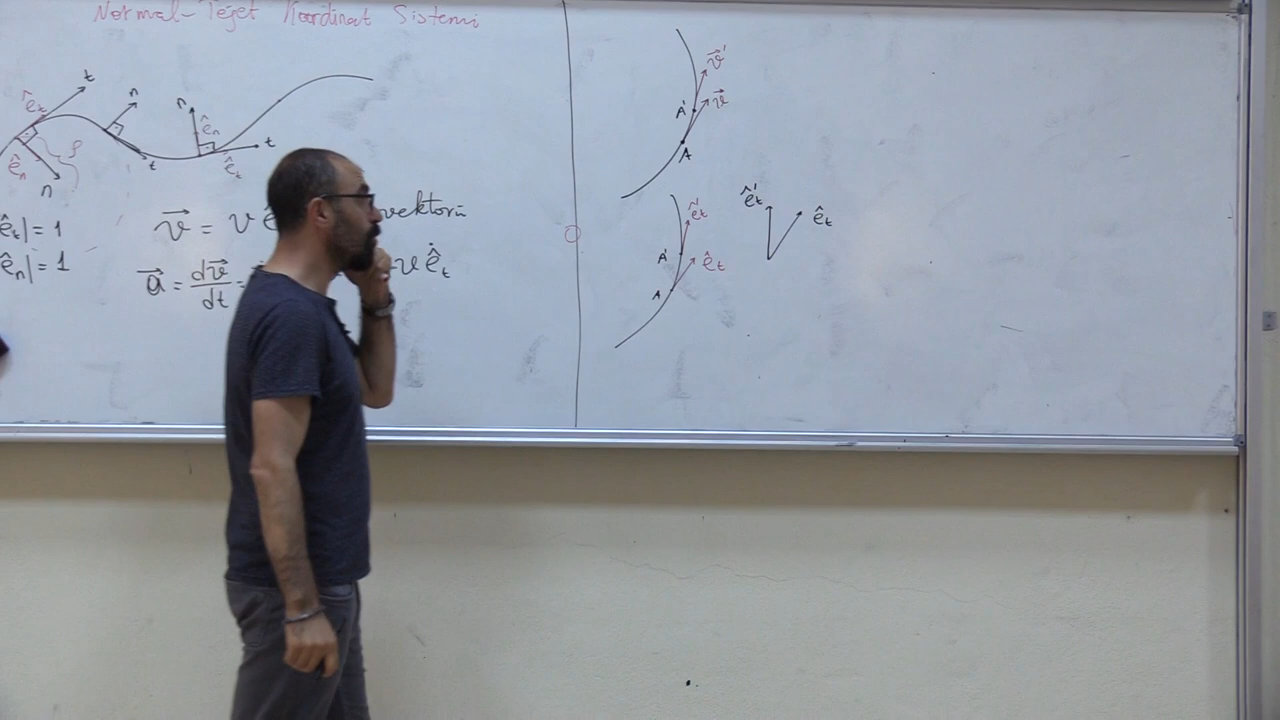 Normal-Teğet Koordinat Sistemi
t
ê_t
n
n
ê_n
t
ρ
ê_n
n
t
ê_t
ê_t| = 1
ê_n| = 1
v⃗ = v
vektörü
a⃗ = dv⃗/dt =
v ê̇_t
v⃗'
v⃗
A'
A
ê'_t
ê_t
A'
A
ê'_t
ê_t